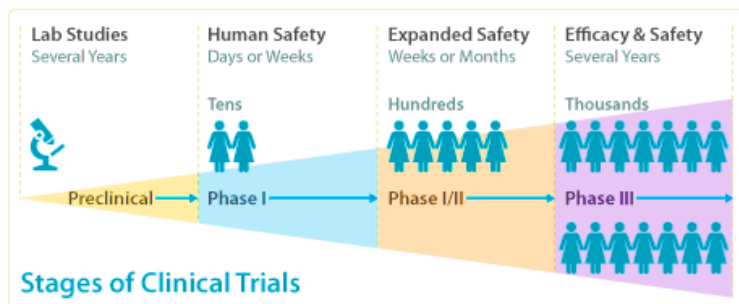 Lab Studies
Several Years
Human Safety
Days or Weeks
Expanded Safety
Weeks or Months
Efficacy & Safety
Several Years
Tens
Hundreds
Thousands
Preclinical
Phase I
Phase I/II
Phase III
Stages of Clinical Trials